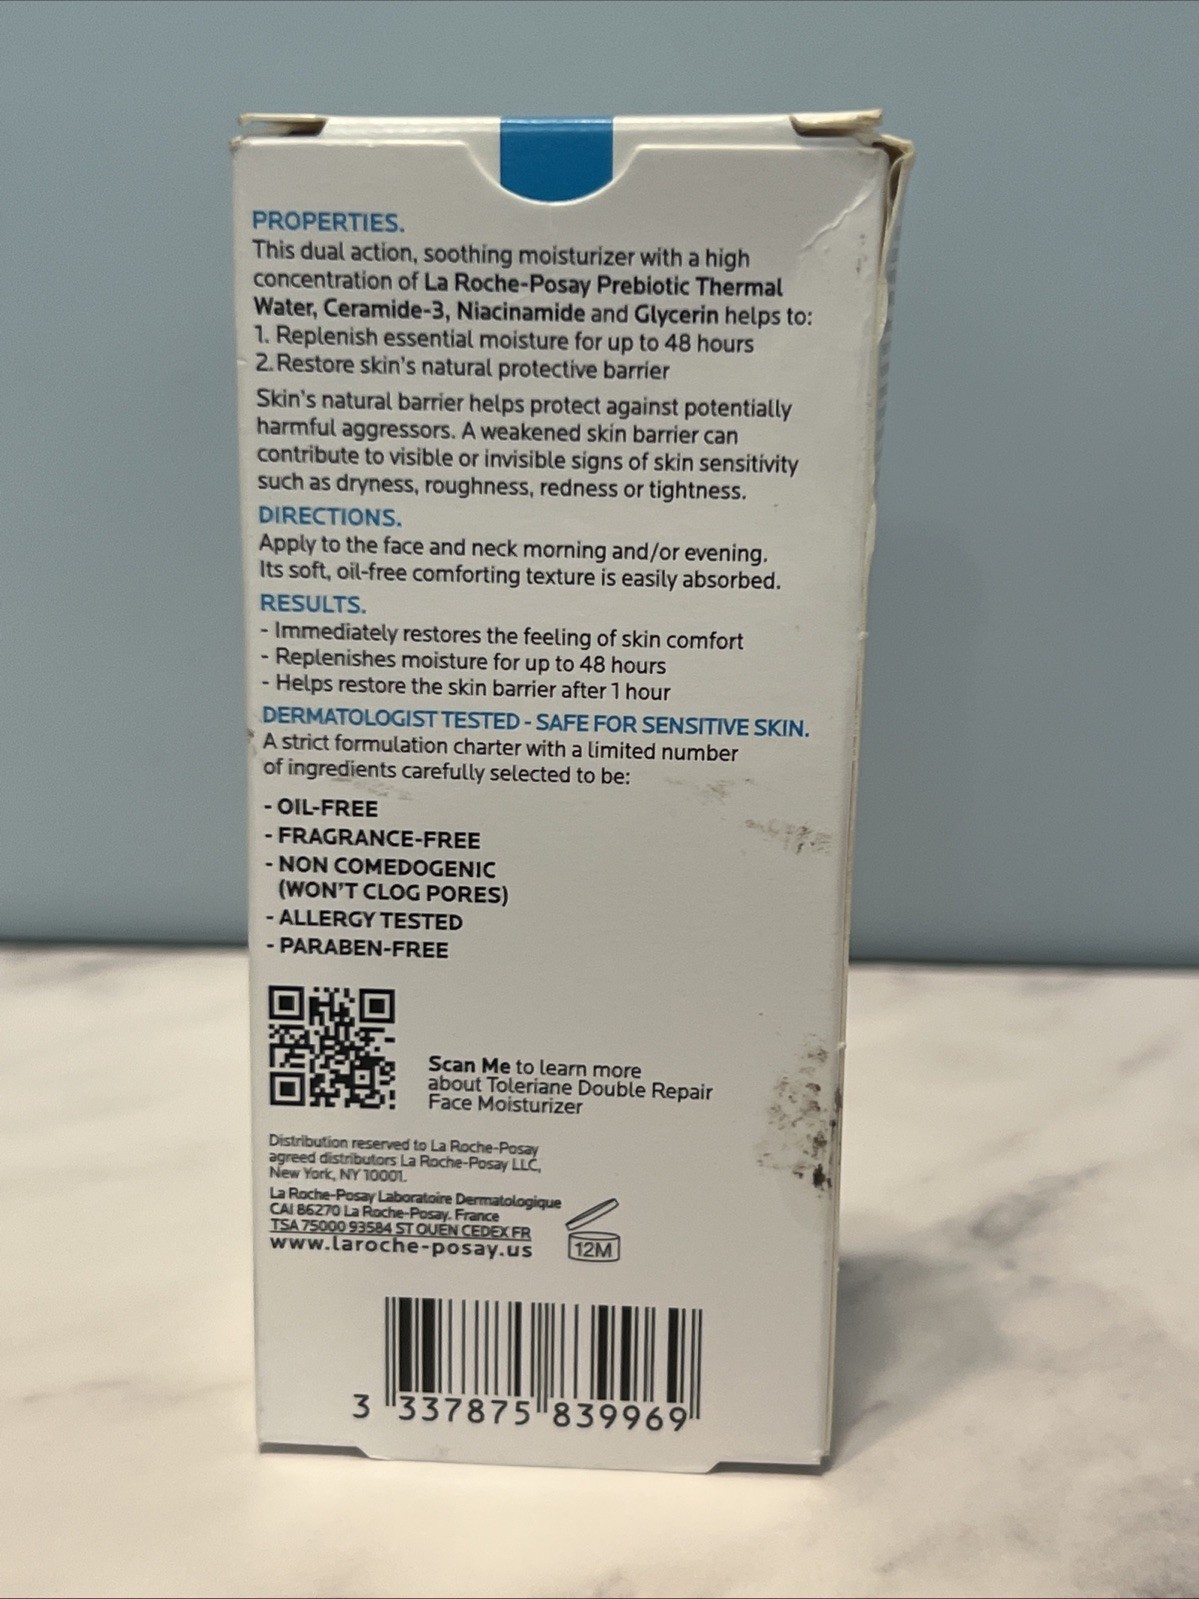 PROPERTIES.
This dual action, soothing moisturizer with a high
concentration of La Roche-Posay Prebiotic Thermal
Water, Ceramide-3, Niacinamide and Glycerin helps to:
1. Replenish essential moisture for up to 48 hours
2. Restore skin's natural protective barrier
Skin's natural barrier helps protect against potentially
harmful aggressors. A weakened skin barrier can
contribute to visible or invisible signs of skin sensitivity
such as dryness, roughness, redness or tightness.
DIRECTIONS.
Apply to the face and neck morning and/or evening.
Its soft, oil-free comforting texture is easily absorbed.
RESULTS.
- Immediately restores the feeling of skin comfort
- Replenishes moisture for up to 48 hours
- Helps restore the skin barrier after 1 hour
DERMATOLOGIST TESTED - SAFE FOR SENSITIVE SKIN.
A strict formulation charter with a limited number
of ingredients carefully selected to be:
- OIL-FREE
- FRAGRANCE-FREE
- NON COMEDOGENIC
(WON'T CLOG PORES)
- ALLERGY TESTED
- PARABEN-FREE
Scan Me to learn more
about Toleriane Double Repair
Face Moisturizer
Distribution reserved to La Roche-Posay
agreed distributors La Roche-Posay LLC,
New York, NY 10001.
La Roche-Posay Laboratoire Dermatologique
CAI 86270 La Roche-Posay, France
TSA 75000 93584 ST OUEN CEDEX FR
www.laroche-posay.us
12M
3 337875 839969